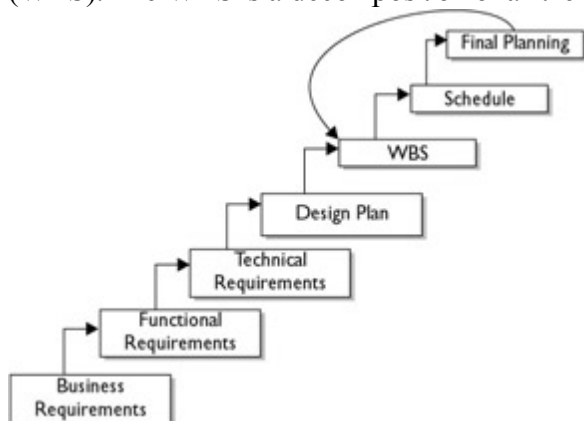 Final Planning
Schedule
WBS
Design Plan
Technical
Requirements
Functional
Requirements
Business
Requirements